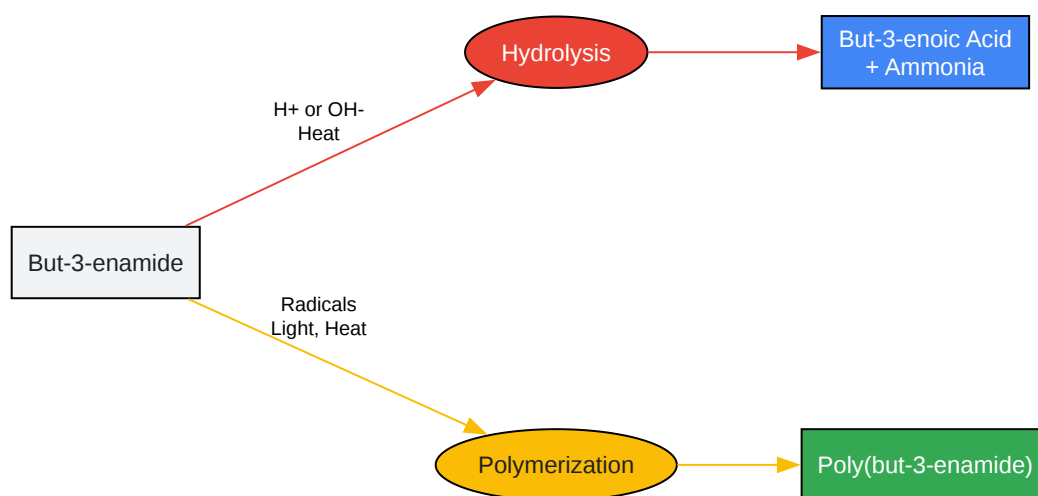 Hydrolysis
But-3-enoic Acid
+ Ammonia
H+ or OH-
Heat
But-3-enamide
Radicals
Light, Heat
Polymerization
Poly(but-3-enamide)